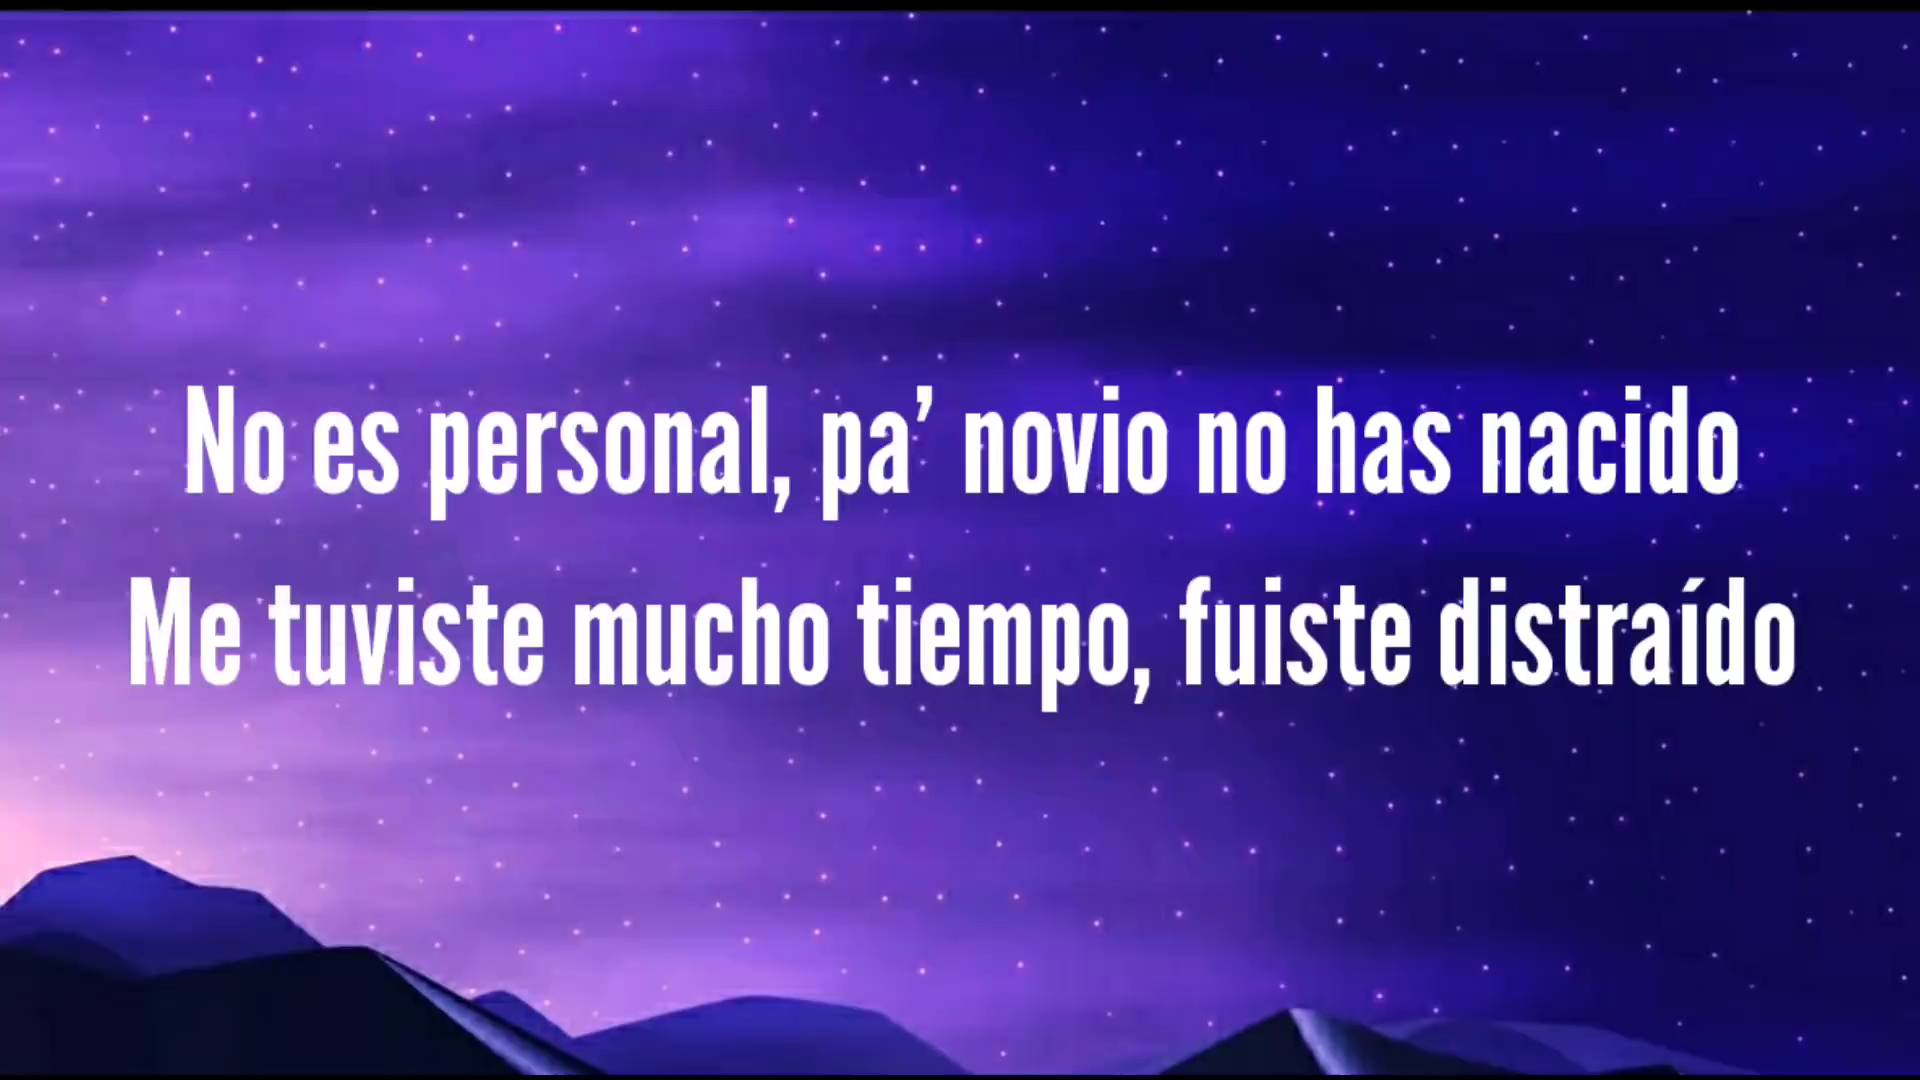 No es personal, pa’ novio no has nacido
Me tuviste mucho tiempo, fuiste distraído